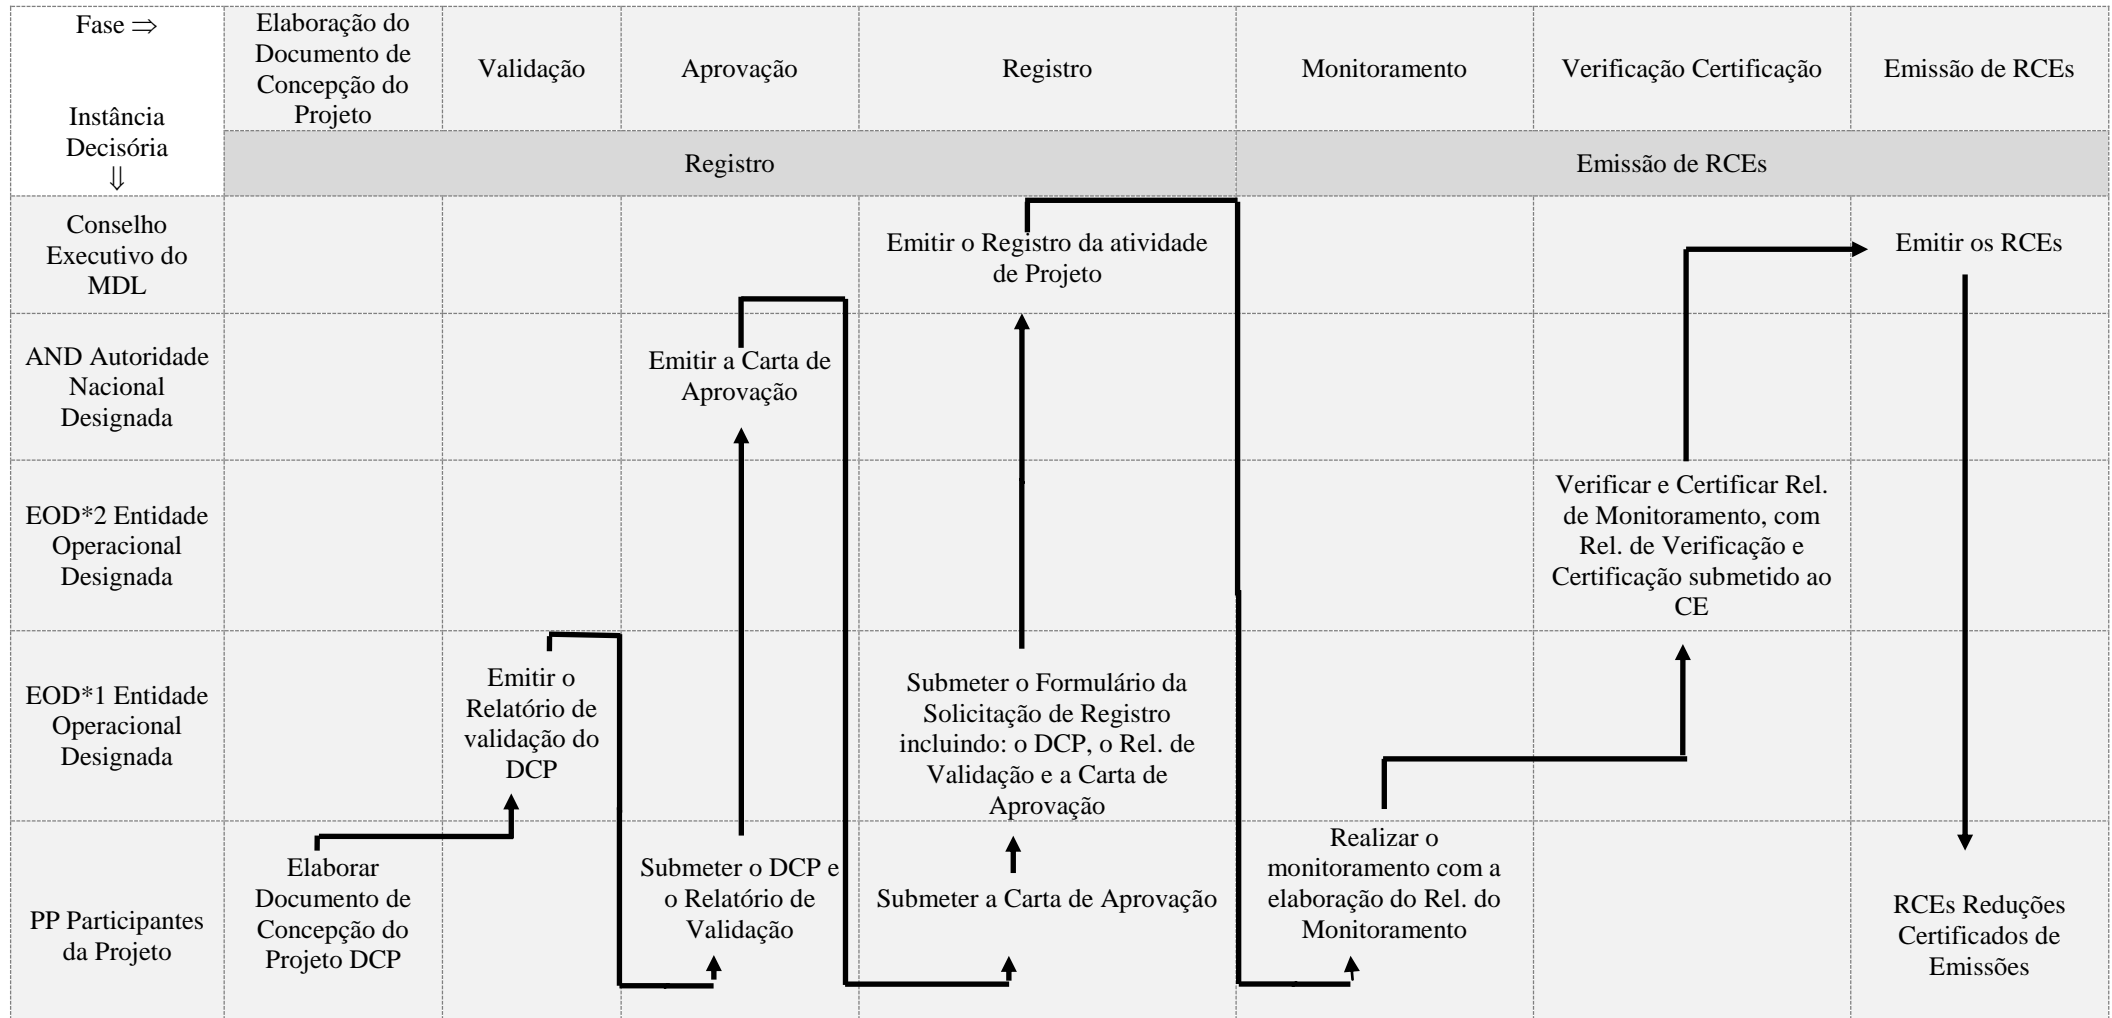 Fase ⇒
Instância
Decisória
⇓
Elaboração do
Documento de
Concepção do
Projeto
Validação
Aprovação
Registro
Monitoramento
Verificação Certificação
Emissão de RCEs
Registro
Emissão de RCEs
Conselho
Executivo do
MDL
Emitir o Registro da atividade
de Projeto
Emitir os RCEs
AND Autoridade
Nacional
Designada
Emitir a Carta de
Aprovação
EOD*2 Entidade
Operacional
Designada
Verificar e Certificar Rel.
de Monitoramento, com
Rel. de Verificação e
Certificação submetido ao
CE
EOD*1 Entidade
Operacional
Designada
Emitir o
Relatório de
validação do
DCP
Submeter o Formulário da
Solicitação de Registro
incluindo: o DCP, o Rel. de
Validação e a Carta de
Aprovação
PP Participantes
da Projeto
Elaborar
Documento de
Concepção do
Projeto DCP
Submeter o DCP e
o Relatório de
Validação
Submeter a Carta de Aprovação
Realizar o
monitoramento com a
elaboração do Rel. do
Monitoramento
RCEs Reduções
Certificados de
Emissões